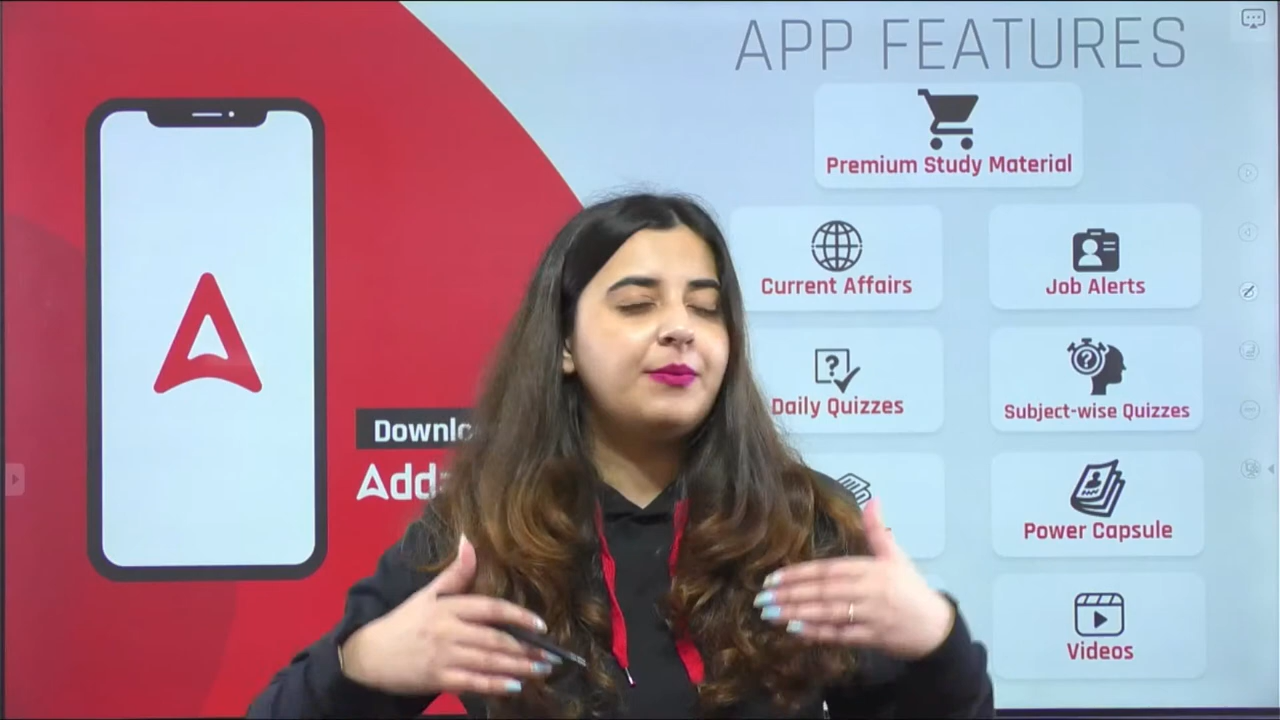 APP FEATURES
Premium Study Material
Current Affairs
Job Alerts
Daily Quizzes
Subject-wise Quizzes
Power Capsule
Videos